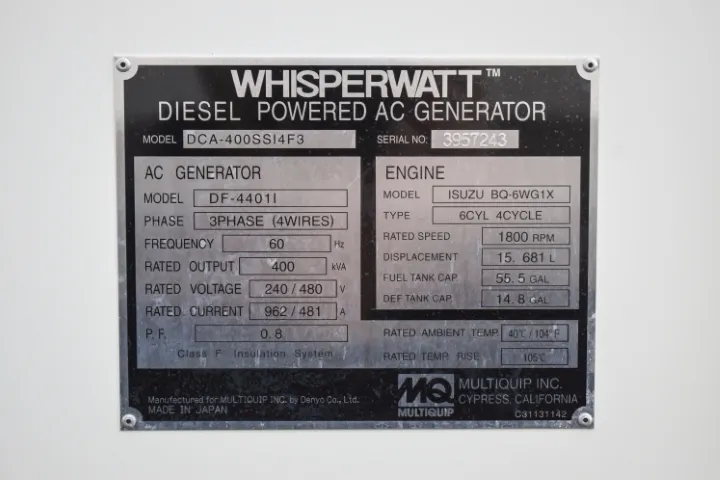 WHISPERWATT™
DIESEL POWERED AC GENERATOR
MODEL DCA-400SSI4F3
SERIAL NO: 3957243
AC GENERATOR
MODEL DF-4401I
PHASE 3PHASE (4WIRES)
FREQUENCY 60 Hz
RATED OUTPUT 400 kVA
RATED VOLTAGE 240 / 480 V
RATED CURRENT 962 / 481 A
P. F. 0. 8
Class F Insulation System
ENGINE
MODEL ISUZU BQ-6WG1X
TYPE 6CYL 4CYCLE
RATED SPEED 1800 RPM
DISPLACEMENT 15. 681 L
FUEL TANK CAP. 55. 5 GAL
DEF TANK CAP. 14. 8 GAL
RATED AMBIENT TEMP. 40℃ / 104°F
RATED TEMP. RISE 105℃
Manufactured for MULTIQUIP INC. by Denyo Co., Ltd.
MADE IN JAPAN
MQ
MULTIQUIP
MULTIQUIP INC.
CYPRESS, CALIFORNIA
C31131142